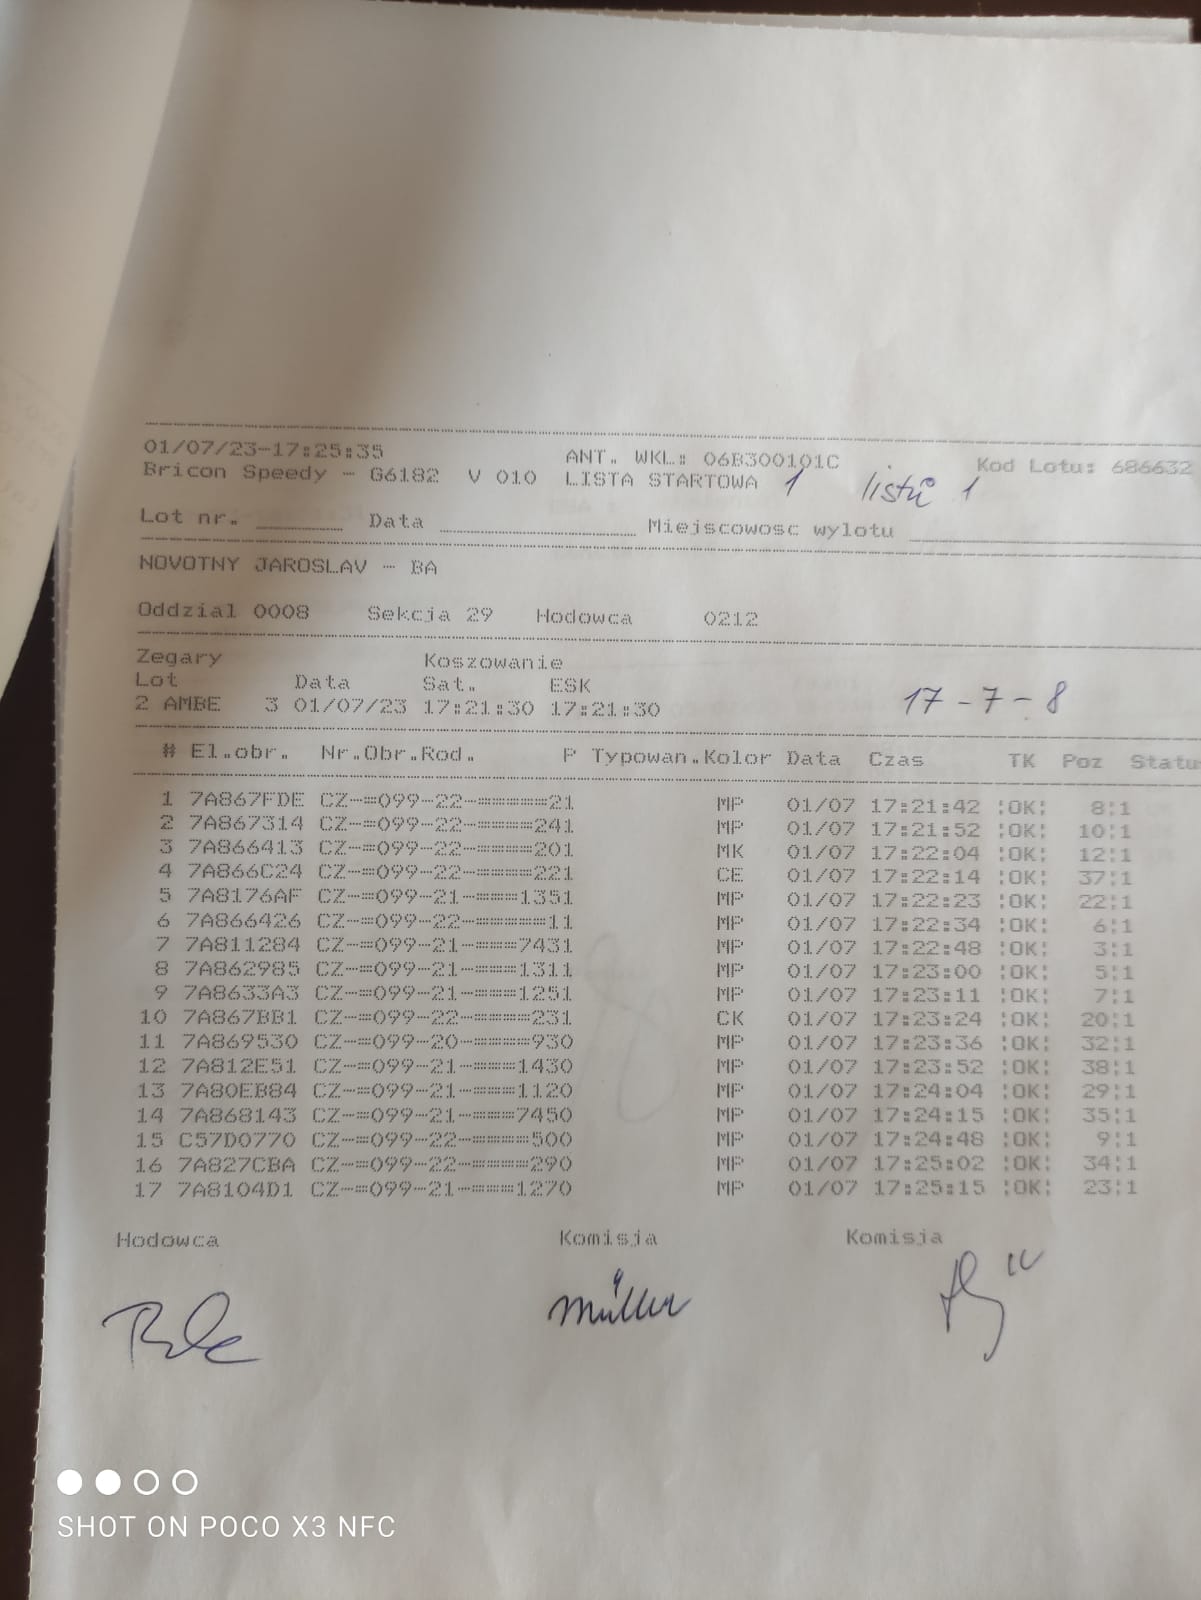 01/07/23-17:25:35 ANT. WKL: 06B300101C Kod Lotu: 686632
Bricon Speedy - G6182 V 010 LISTA STARTOWA 1 listů 1
Lot nr. ______ Data ______________ Miejscowosc wylotu ____________________
NOVOTNY JAROSLAV - BA
Oddzial 0008 Sekcja 29 Hodowca 0212
Zegary Koszowanie
Lot Data Sat. ESK
2 AMBE 3 01/07/23 17:21:30 17:21:30 17-7-8
# El.obr. Nr.Obr.Rod. P Typowan.Kolor Data Czas TK Poz Status
1 7A867FDE CZ-=099-22-=====21 MP 01/07 17:21:42 ¦OK¦ 8¦1
2 7A867314 CZ-=099-22-====241 MP 01/07 17:21:52 ¦OK¦ 10¦1
3 7A866413 CZ-=099-22-====201 MK 01/07 17:22:04 ¦OK¦ 12¦1
4 7A866C24 CZ-=099-22-====221 CE 01/07 17:22:14 ¦OK¦ 37¦1
5 7A8176AF CZ-=099-21-===1351 MP 01/07 17:22:23 ¦OK¦ 22¦1
6 7A866426 CZ-=099-22-=====11 MP 01/07 17:22:34 ¦OK¦ 6¦1
7 7A811284 CZ-=099-21-===7431 MP 01/07 17:22:48 ¦OK¦ 3¦1
8 7A862985 CZ-=099-21-===1311 MP 01/07 17:23:00 ¦OK¦ 5¦1
9 7A8633A3 CZ-=099-21-===1251 MP 01/07 17:23:11 ¦OK¦ 7¦1
10 7A867BB1 CZ-=099-22-====231 CK 01/07 17:23:24 ¦OK¦ 20¦1
11 7A869530 CZ-=099-20-====930 MP 01/07 17:23:36 ¦OK¦ 32¦1
12 7A812E51 CZ-=099-21-===1430 MP 01/07 17:23:52 ¦OK¦ 38¦1
13 7A80EB84 CZ-=099-21-===1120 MP 01/07 17:24:04 ¦OK¦ 29¦1
14 7A868143 CZ-=099-21-===7450 MP 01/07 17:24:15 ¦OK¦ 35¦1
15 C57D0770 CZ-=099-22-====500 MP 01/07 17:24:48 ¦OK¦ 9¦1
16 7A827CBA CZ-=099-22-====290 MP 01/07 17:25:02 ¦OK¦ 34¦1
17 7A8104D1 CZ-=099-21-===1270 MP 01/07 17:25:15 ¦OK¦ 23¦1
Hodowca Komisja Komisja
Müller
SHOT ON POCO X3 NFC